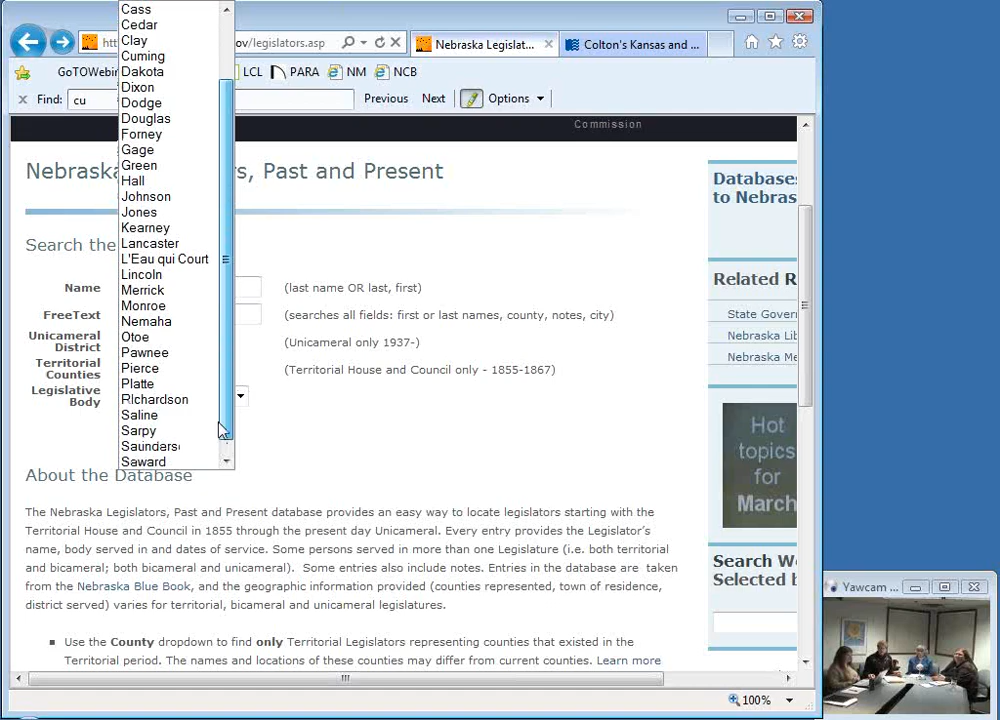 Cass
Cedar
Clay
Cuming
Dakota
Dixon
Dodge
Douglas
Forney
Gage
Green
Hall
Johnson
Jones
Kearney
Lancaster
L'Eau qui Court
Lincoln
Merrick
Monroe
Nemaha
Otoe
Pawnee
Pierce
Platte
RIchardson
Saline
Sarpy
Saunders
Saward
ov/legislators.asp
Nebraska Legislat...
Colton's Kansas and ...
GoTOWebin
LCL
PARA
NM
NCB
Find: cu
Previous Next Options
Commission
Nebraska
s, Past and Present
Search the
Name
(last name OR last, first)
FreeText
(searches all fields: first or last names, county, notes, city)
Unicameral
District
(Unicameral only 1937-)
Territorial
Counties
(Territorial House and Council only - 1855-1867)
Legislative
Body
About the Database
The Nebraska Legislators, Past and Present database provides an easy way to locate legislators starting with the
Territorial House and Council in 1855 through the present day Unicameral. Every entry provides the Legislator's
name, body served in and dates of service. Some persons served in more than one Legislature (i.e. both territorial
and bicameral; both bicameral and unicameral). Some entries also include notes. Entries in the database are taken
from the Nebraska Blue Book, and the geographic information provided (counties represented, town of residence,
district served) varies for territorial, bicameral and unicameral legislatures.
Use the County dropdown to find only Territorial Legislators representing counties that existed in the
Territorial period. The names and locations of these counties may differ from current counties. Learn more
Databases
to Nebras
Related R
State Gover
Nebraska Lib
Nebraska Me
Hot
topics
for
March
Search We
Selected b
100%
Yawcam ...